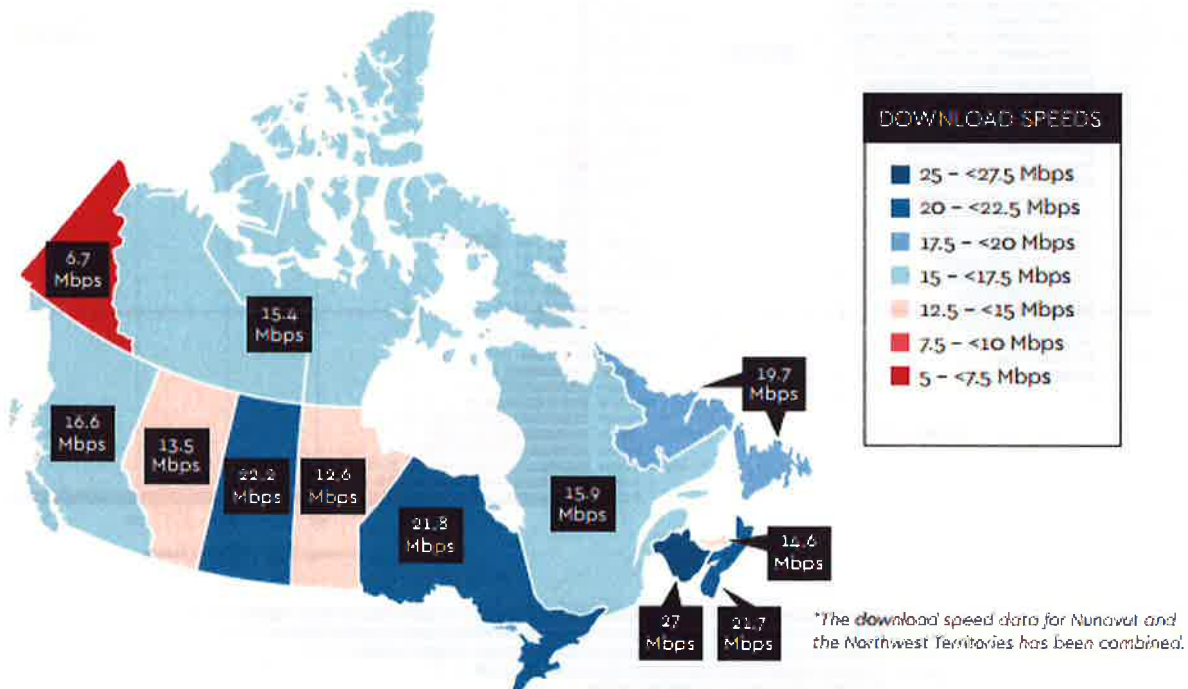 DOWNLOAD SPEEDS
25 – <27.5 Mbps
20 – <22.5 Mbps
17.5 – <20 Mbps
15 – <17.5 Mbps
12.5 – <15 Mbps
7.5 – <10 Mbps
5 – <7.5 Mbps
6.7
Mbps
15.4
Mbps
19.7
Mbps
16.6
Mbps
13.5
Mbps
22.2
Mbps
12.6
Mbps
21.8
Mbps
15.9
Mbps
14.6
Mbps
27
Mbps
21.7
Mbps
*The download speed data for Nunavut and
the Northwest Territories has been combined.